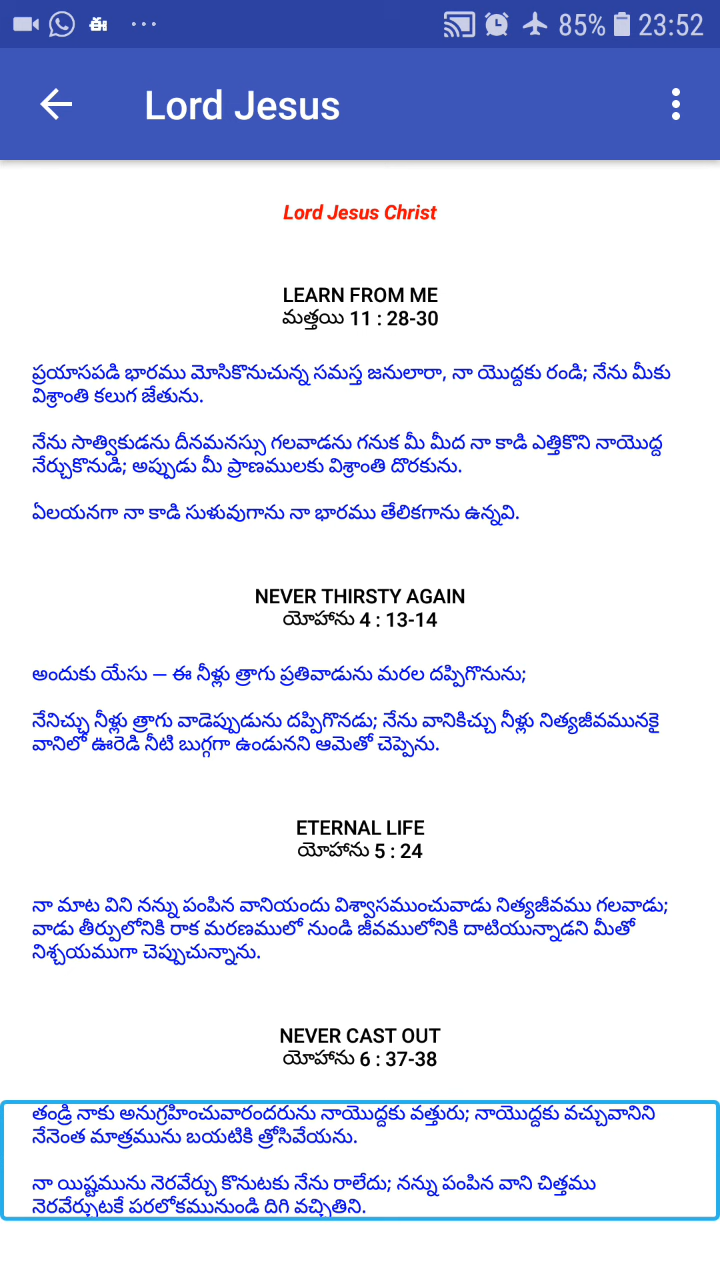 85% 23:52
Lord Jesus
Lord Jesus Christ
LEARN FROM ME
మత్తయి 11 : 28-30
ప్రయాసపడి భారము మోసికొనుచున్న సమస్త జనులారా, నా యొద్దకు రండి; నేను మీకు
విశ్రాంతి కలుగ జేతును.
నేను సాత్వికుడను దీనమనస్సు గలవాడను గనుక మీ మీద నా కాడి ఎత్తికొని నాయొద్ద
నేర్చుకొనుడి; అప్పుడు మీ ప్రాణములకు విశ్రాంతి దొరకును.
ఏలయనగా నా కాడి సుళువుగాను నా భారము తేలికగాను ఉన్నవి.
NEVER THIRSTY AGAIN
యోహాను 4 : 13-14
అందుకు యేసు — ఈ నీళ్లు త్రాగు ప్రతివాడును మరల దప్పిగొనును;
నేనిచ్చు నీళ్లు త్రాగు వాడెప్పుడును దప్పిగొనడు; నేను వానికిచ్చు నీళ్లు నిత్యజీవమునకై
వానిలో ఊరెడి నీటి బుగ్గగా ఉండునని ఆమెతో చెప్పెను.
ETERNAL LIFE
యోహాను 5 : 24
నా మాట విని నన్ను పంపిన వానియందు విశ్వాసముంచువాడు నిత్యజీవము గలవాడు;
వాడు తీర్పులోనికి రాక మరణములో నుండి జీవములోనికి దాటియున్నాడని మీతో
నిశ్చయముగా చెప్పుచున్నాను.
NEVER CAST OUT
యోహాను 6 : 37-38
తండ్రి నాకు అనుగ్రహించువారందరును నాయొద్దకు వత్తురు; నాయొద్దకు వచ్చువానిని
నేనెంత మాత్రమును బయటికి త్రోసివేయను.
నా యిష్టమును నెరవేర్చు కొనుటకు నేను రాలేదు; నన్ను పంపిన వాని చిత్తము
నెరవేర్చుటకే పరలోకమునుండి దిగి వచ్చితిని.